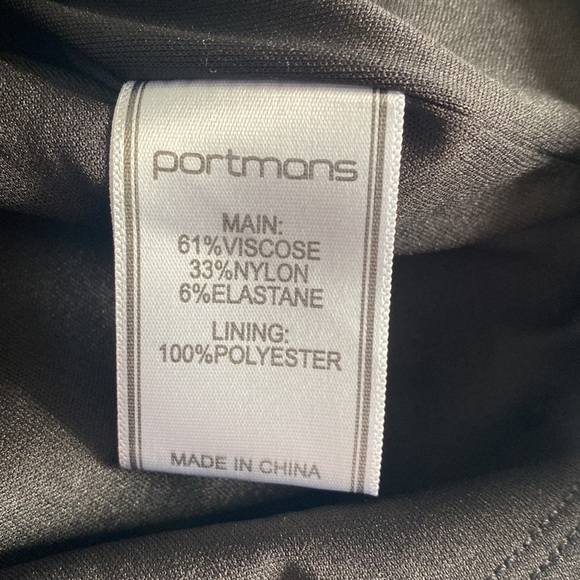 portmans
MAIN:
61%VISCOSE
33%NYLON
6%ELASTANE
LINING:
100%POLYESTER
MADE IN CHINA